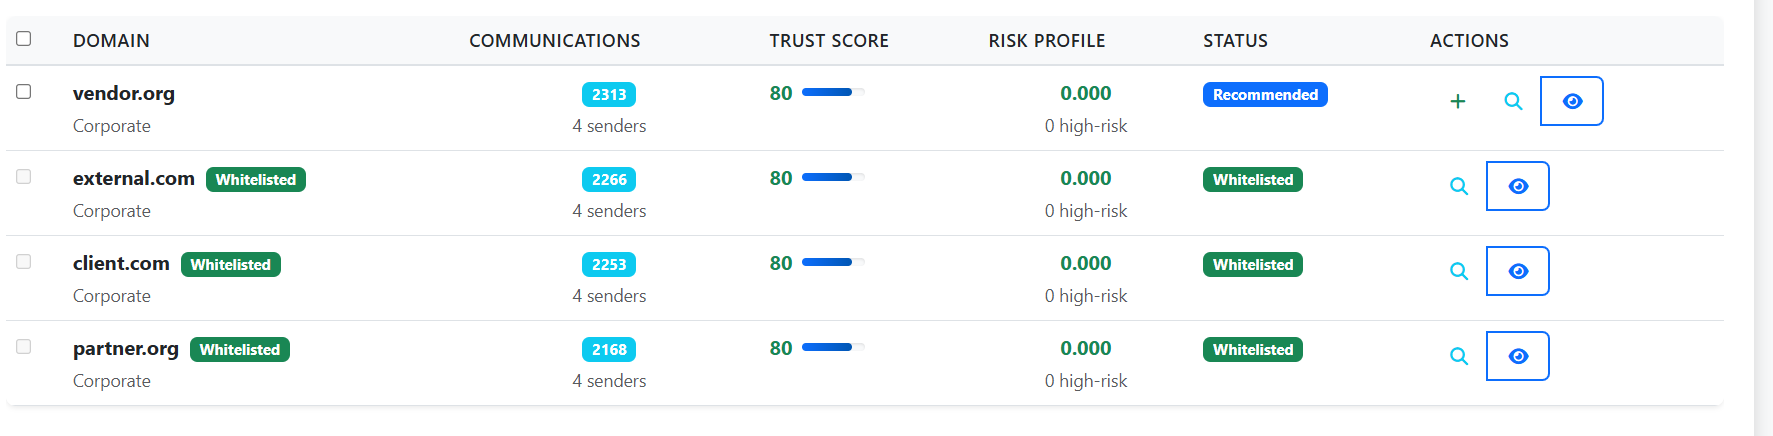 DOMAIN COMMUNICATIONS TRUST SCORE RISK PROFILE STATUS ACTIONS
vendor.org 2313 80 0.000 Recommended
Corporate 4 senders 0 high-risk
external.com Whitelisted 2266 80 0.000 Whitelisted
Corporate 4 senders 0 high-risk
client.com Whitelisted 2253 80 0.000 Whitelisted
Corporate 4 senders 0 high-risk
partner.org Whitelisted 2168 80 0.000 Whitelisted
Corporate 4 senders 0 high-risk